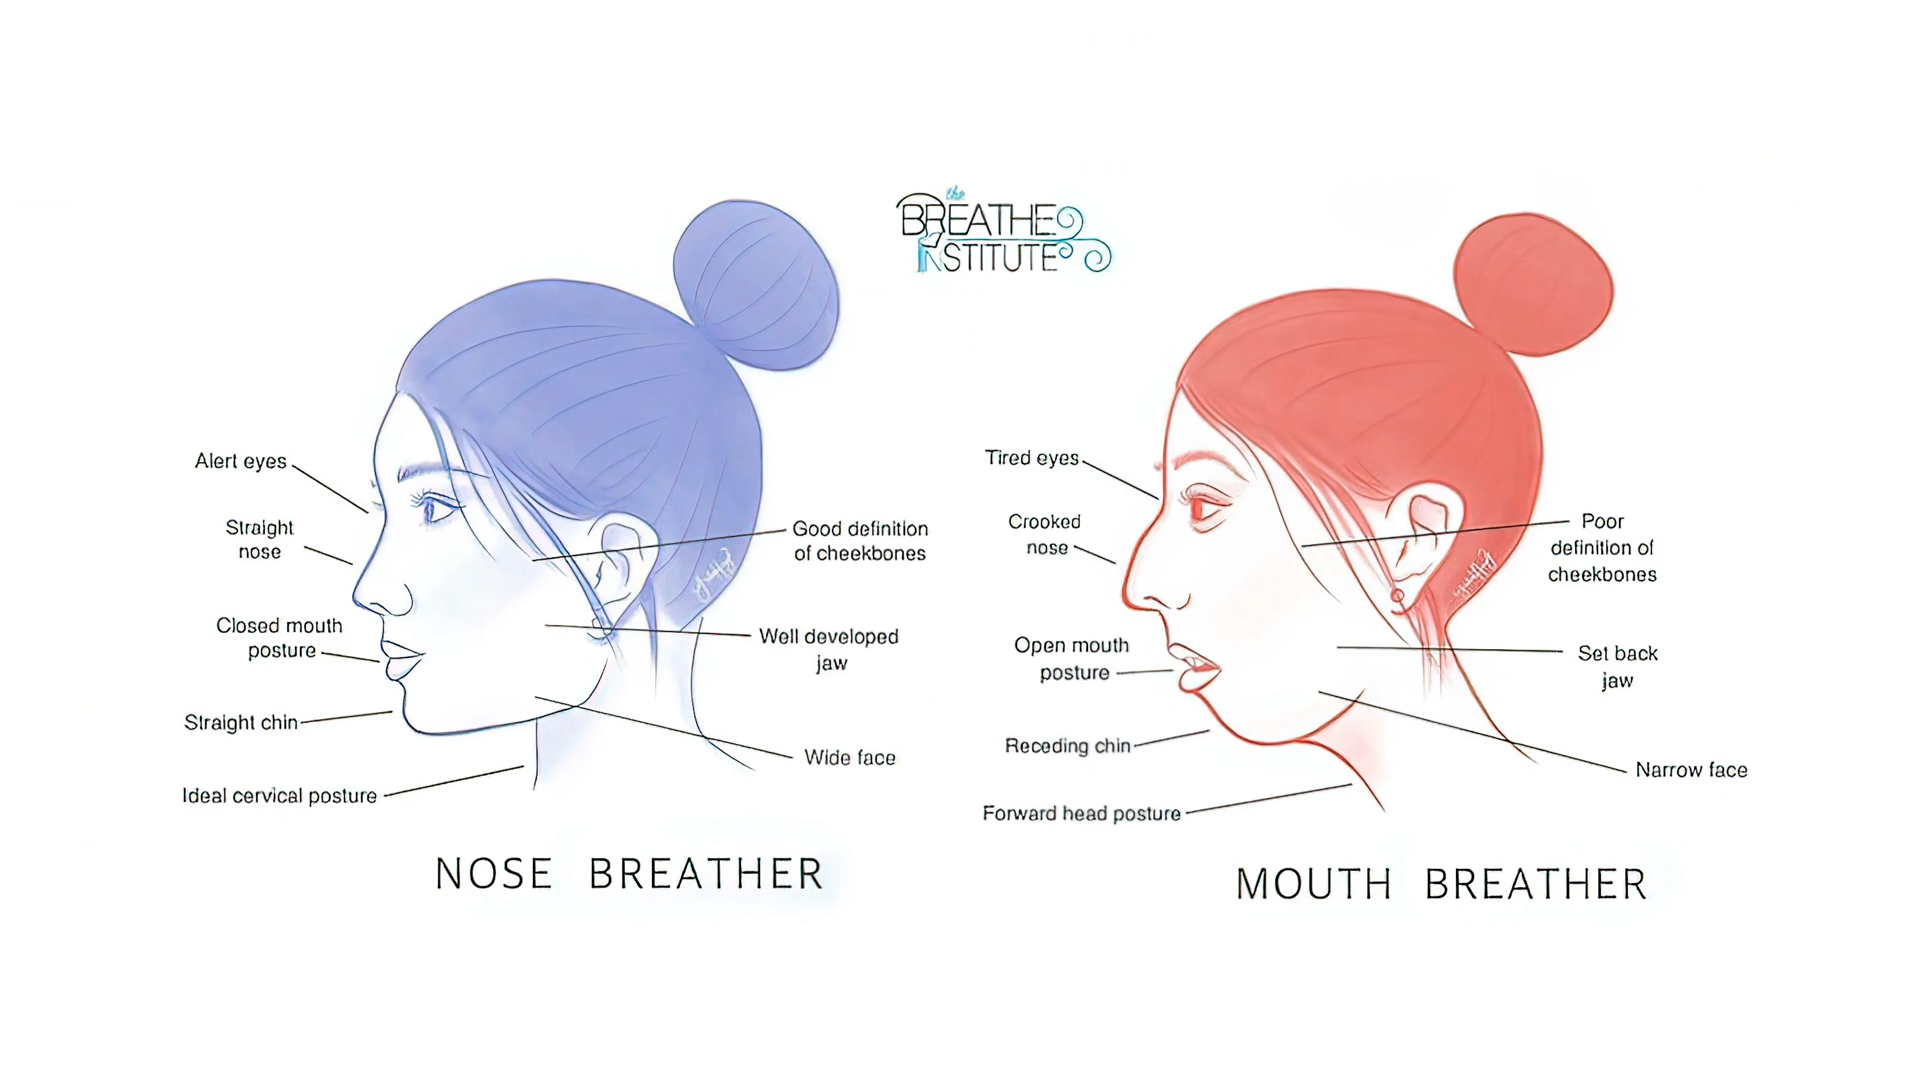 the
BREATHE
INSTITUTE
Alert eyes
Straight
nose
Closed mouth
posture
Straight chin
Ideal cervical posture
Good definition
of cheekbones
Well developed
jaw
Wide face
NOSE BREATHER
Tired eyes
Crooked
nose
Open mouth
posture
Receding chin
Forward head posture
Poor
definition of
cheekbones
Set back
jaw
Narrow face
MOUTH BREATHER